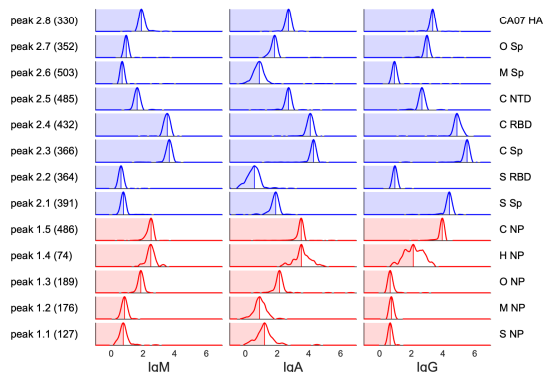 peak 2.8 (330) CA07 HA
peak 2.7 (352) O Sp
peak 2.6 (503) M Sp
peak 2.5 (485) C NTD
peak 2.4 (432) C RBD
peak 2.3 (366) C Sp
peak 2.2 (364) S RBD
peak 2.1 (391) S Sp
peak 1.5 (486) C NP
peak 1.4 (74) H NP
peak 1.3 (189) O NP
peak 1.2 (176) M NP
peak 1.1 (127) S NP
0 2 4 6 0 2 4 6 0 2 4 6
IgM IgA IgG